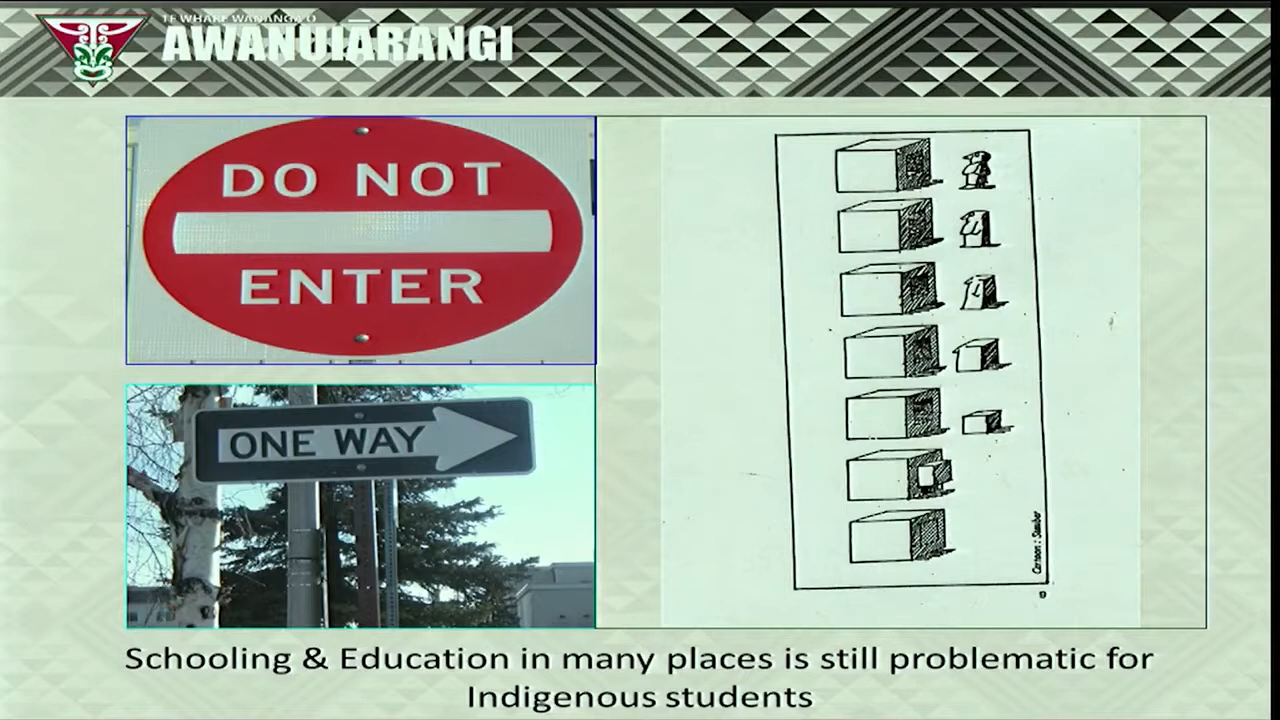 TE WHARE WĀNANGA O
AWANUIĀRANGI
DO NOT
ENTER
ONE WAY
Schooling & Education in many places is still problematic for
Indigenous students